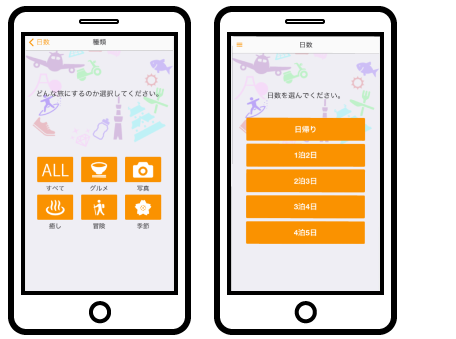 日数
種類
どんな旅にするのか選択してください。
ALL
すべて
グルメ
写真
癒し
冒険
季節
日数
日数を選んでください。
日帰り
1泊2日
2泊3日
3泊4日
4泊5日